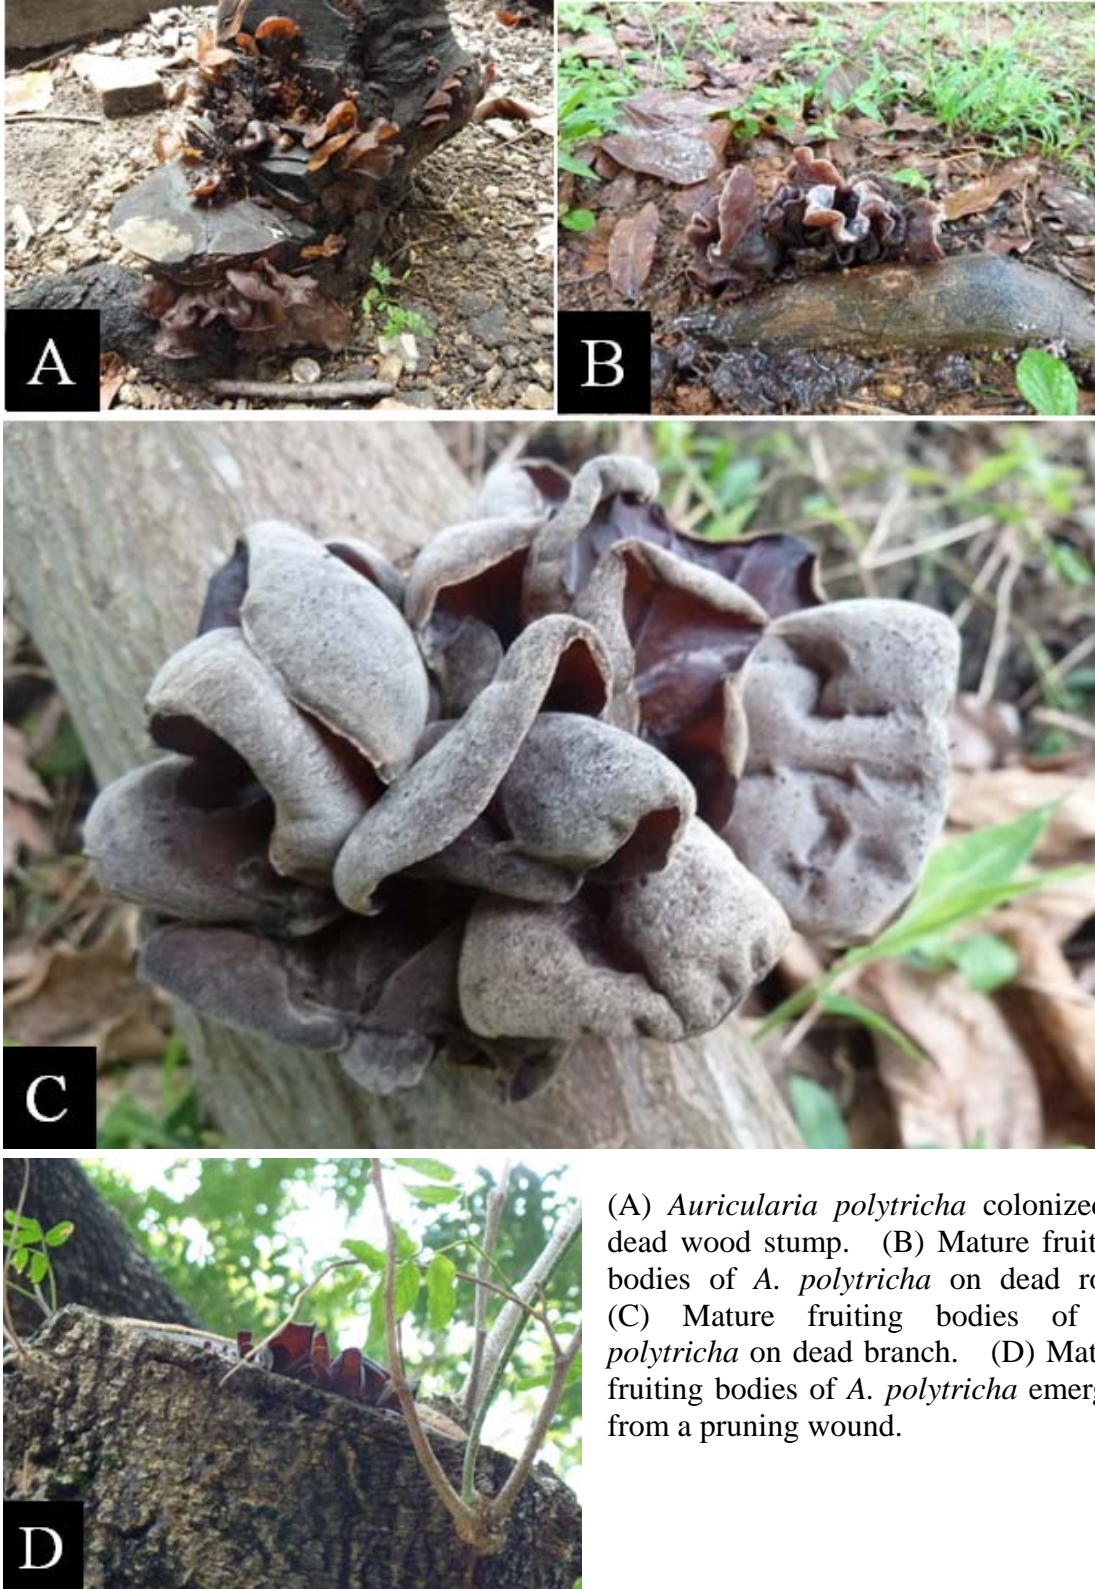 A
B
C
D
(A) Auricularia polytricha colonized
dead wood stump. (B) Mature fruit
bodies of A. polytricha on dead ro
(C) Mature fruiting bodies of
polytricha on dead branch. (D) Mat
fruiting bodies of A. polytricha emerg
from a pruning wound.